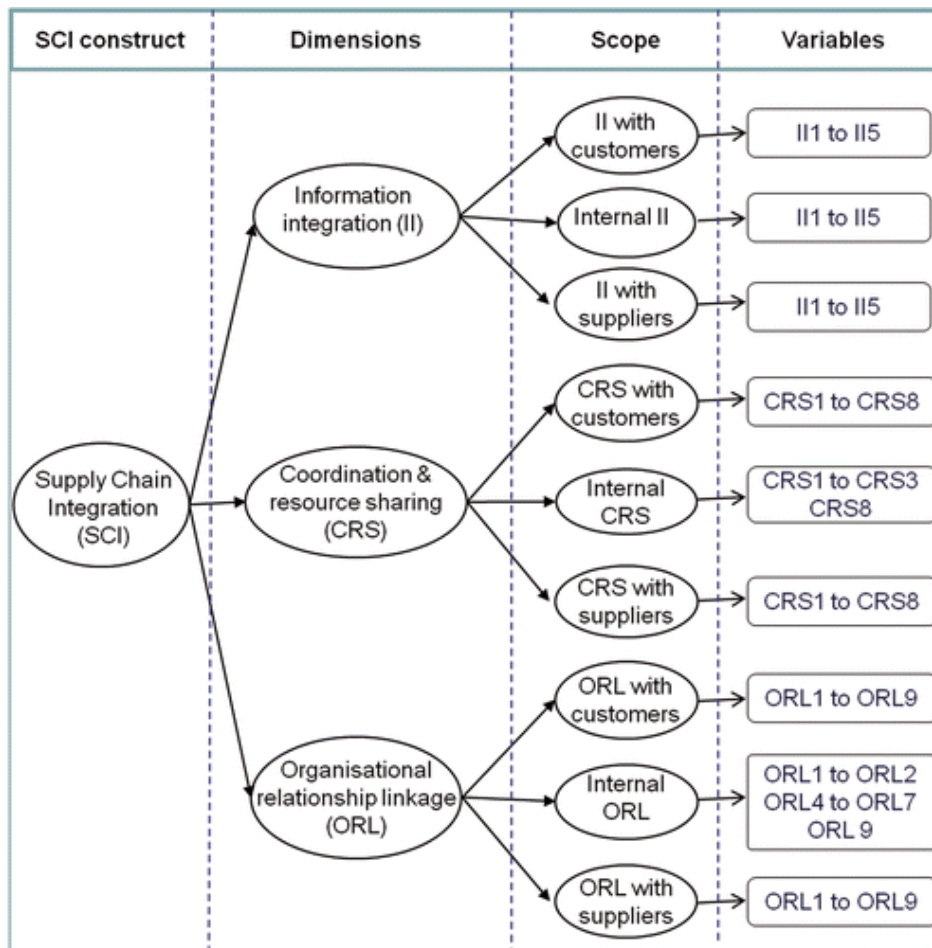 SCI construct
Dimensions
Scope
Variables
II with
customers
II1 to II5
Information
integration (II)
Internal II
II1 to II5
II with
suppliers
II1 to II5
CRS with
customers
CRS1 to CRS8
Supply Chain
Integration
(SCI)
Coordination &
resource sharing
(CRS)
Internal
CRS
CRS1 to CRS3
CRS8
CRS with
suppliers
CRS1 to CRS8
ORL with
customers
ORL1 to ORL9
Organisational
relationship linkage
(ORL)
Internal
ORL
ORL1 to ORL2
ORL4 to ORL7
ORL 9
ORL with
suppliers
ORL1 to ORL9